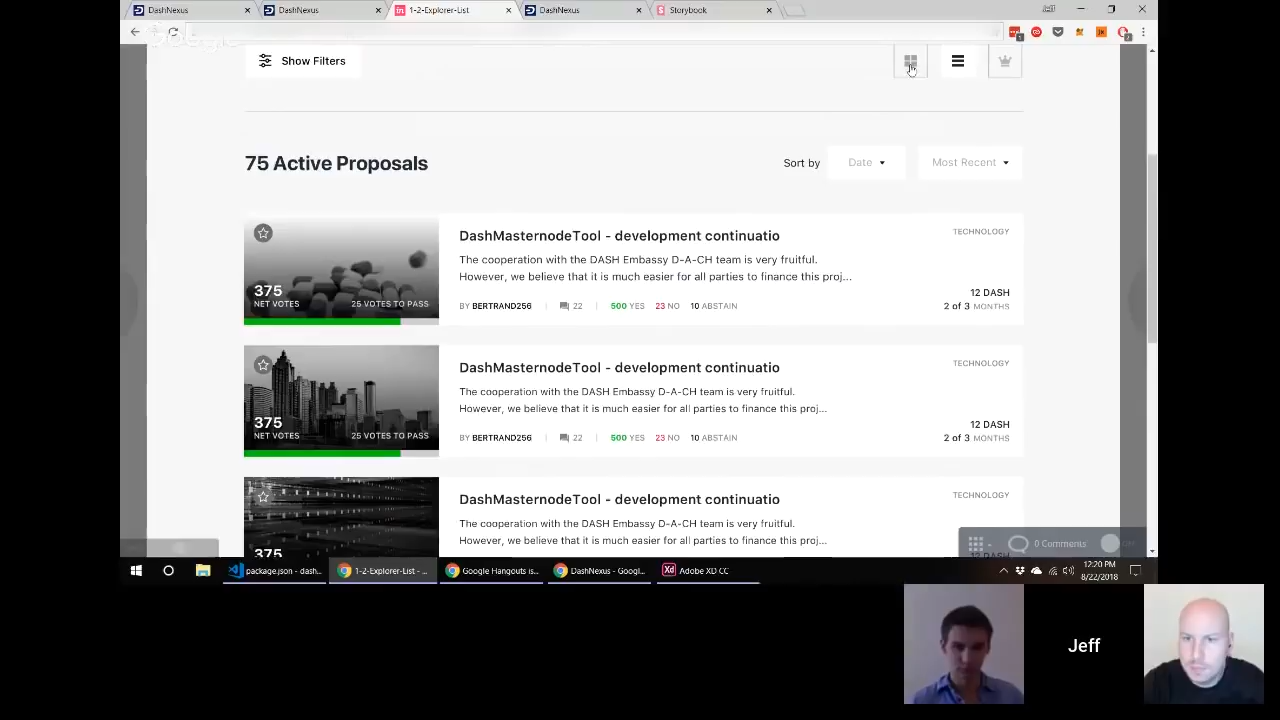 DashNexus
DashNexus
1-2-Explorer-List
DashNexus
Storybook
Jeff
Google
Show Filters
75 Active Proposals
Sort by
Date
Most Recent
DashMasternodeTool - development continuatio
TECHNOLOGY
The cooperation with the DASH Embassy D-A-CH team is very fruitful.
However, we believe that it is much easier for all parties to finance this proj...
375
NET VOTES
25 VOTES TO PASS
12 DASH
BY BERTRAND256 22 500 YES 23 NO 10 ABSTAIN
2 of 3 MONTHS
DashMasternodeTool - development continuatio
TECHNOLOGY
The cooperation with the DASH Embassy D-A-CH team is very fruitful.
However, we believe that it is much easier for all parties to finance this proj...
375
NET VOTES
25 VOTES TO PASS
12 DASH
BY BERTRAND256 22 500 YES 23 NO 10 ABSTAIN
2 of 3 MONTHS
DashMasternodeTool - development continuatio
TECHNOLOGY
The cooperation with the DASH Embassy D-A-CH team is very fruitful.
However, we believe that it is much easier for all parties to finance this proj...
375
0 Comments
12 DASH
package.json - dash...
1-2-Explorer-List - ...
Google Hangouts is...
DashNexus - Googl...
Xd Adobe XD CC
12:20 PM
8/22/2018
Jeff